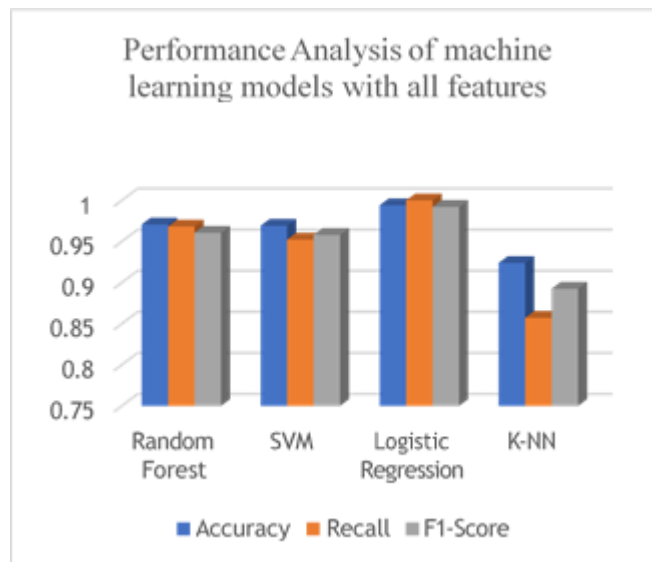 Performance Analysis of machine
learning models with all features
1
0.95
0.9
0.85
0.8
0.75
Random
Forest
SVM
Logistic
Regression
K-NN
Accuracy Recall F1-Score